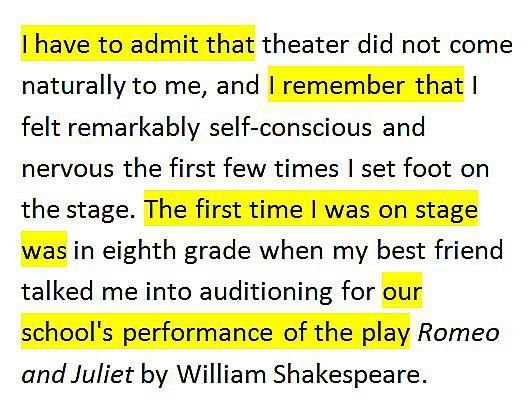 I have to admit that theater did not come
naturally to me, and I remember that I
felt remarkably self-conscious and
nervous the first few times I set foot on
the stage. The first time I was on stage
was in eighth grade when my best friend
talked me into auditioning for our
school's performance of the play Romeo
and Juliet by William Shakespeare.